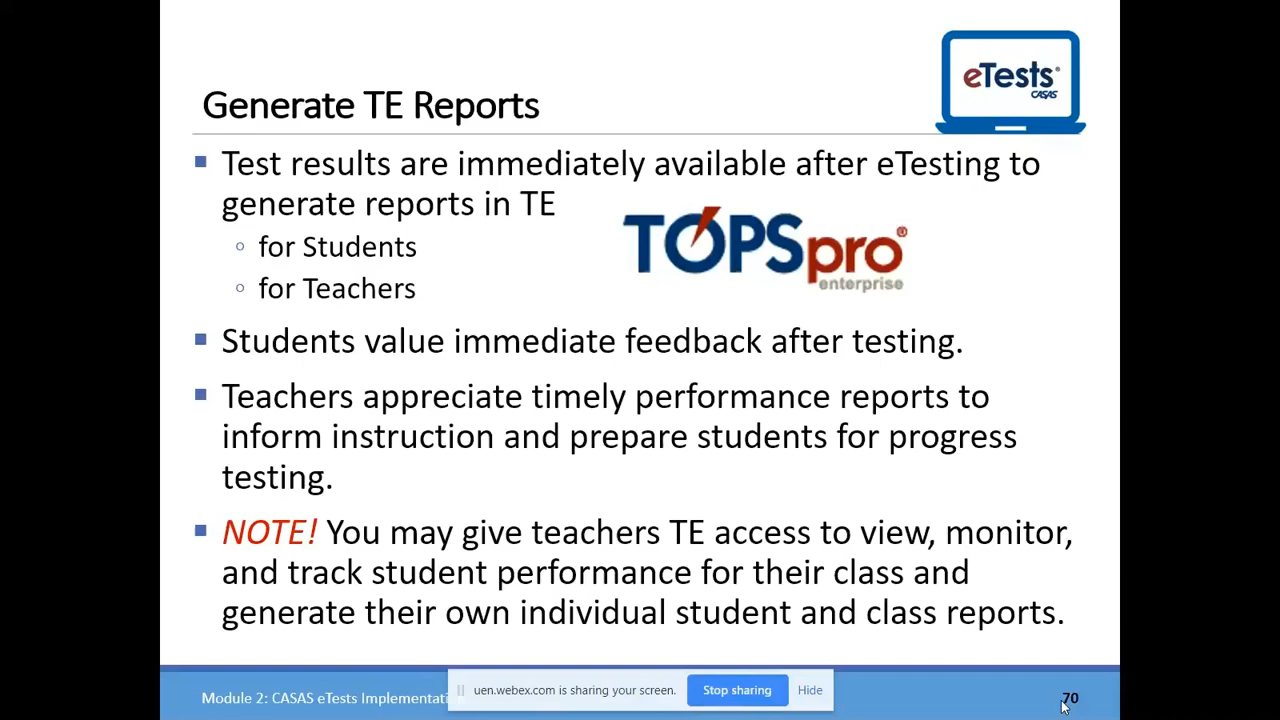 eTests®
CASAS
Generate TE Reports
Test results are immediately available after eTesting to
generate reports in TE
TOPSpro®
enterprise
for Students
for Teachers
Students value immediate feedback after testing.
Teachers appreciate timely performance reports to
inform instruction and prepare students for progress
testing.
NOTE! You may give teachers TE access to view, monitor,
and track student performance for their class and
generate their own individual student and class reports.
Module 2: CASAS eTests
uen.webex.com is sharing your screen.
Stop sharing
Hide
70